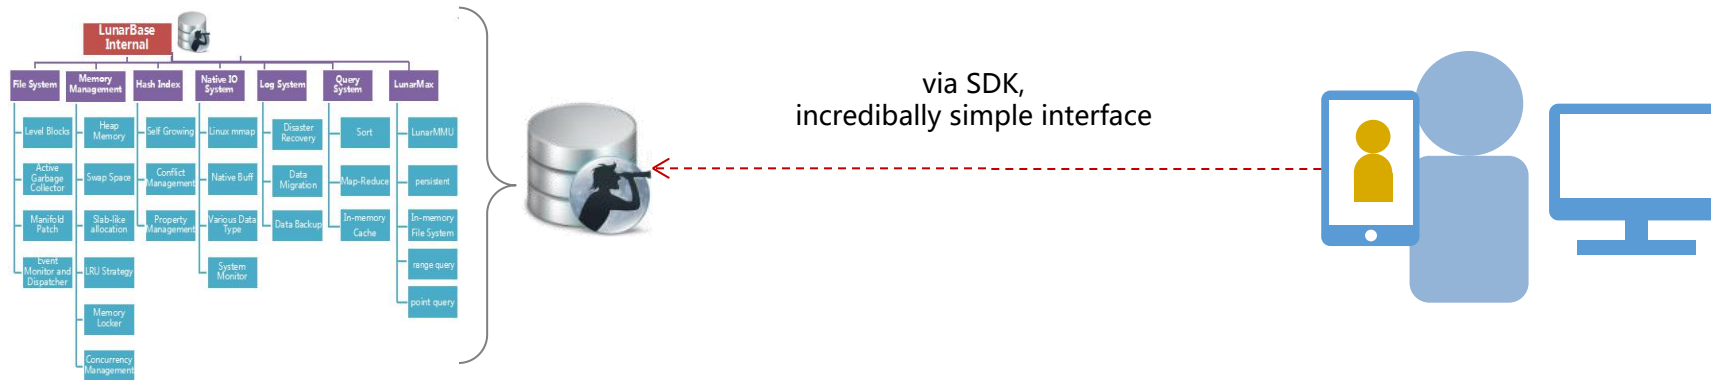 LunarBase
Internal
File System
Memory
Management
Hash Index
Native IO
System
Log System
Query
System
LunarMax
Level Blocks
Active
Garbage
Collector
Manifold
Patch
Event
Monitor and
Dispatcher
Heap
Memory
Swap Space
Slab-like
allocation
LRU Strategy
Memory
Locker
Concurrency
Management
Self Growing
Conflict
Management
Property
Management
Linux mmap
Native Buff
Various Data
Type
System
Monitor
Disaster
Recovery
Data
Migration
Data Backup
Sort
Map-Reduce
In-memory
Cache
LunarMMU
persistent
In-memory
File System
range query
point query
via SDK,
incredibally simple interface